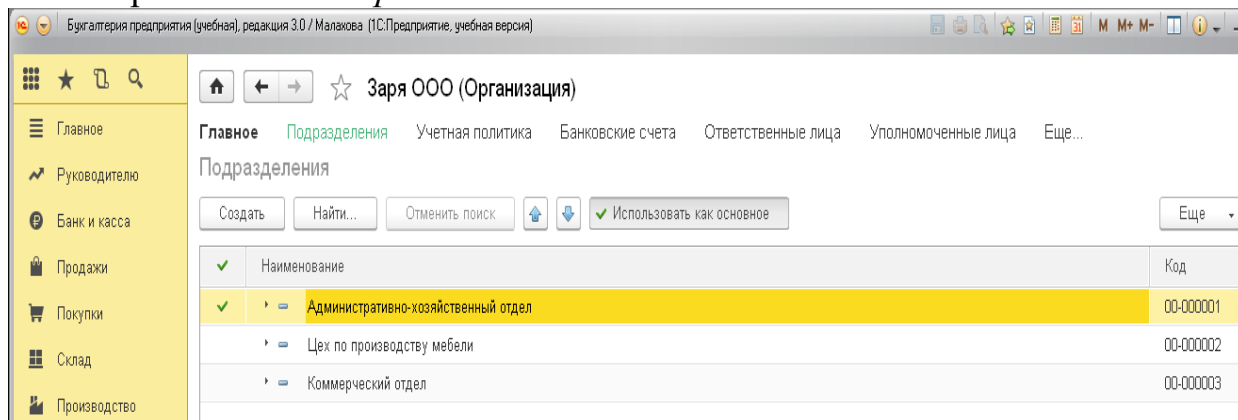 Бухгалтерия предприятия (учебная), редакция 3.0 / Малахова (1С:Предприятие, учебная версия) M M+ M-
Заря ООО (Организация)
Главное
Руководителю
Банк и касса
Продажи
Покупки
Склад
Производство
Главное Подразделения Учетная политика Банковские счета Ответственные лица Уполномоченные лица Еще...
Подразделения
Создать Найти... Отменить поиск Использовать как основное Еще
Наименование Код
Административно-хозяйственный отдел 00-000001
Цех по производству мебели 00-000002
Коммерческий отдел 00-000003